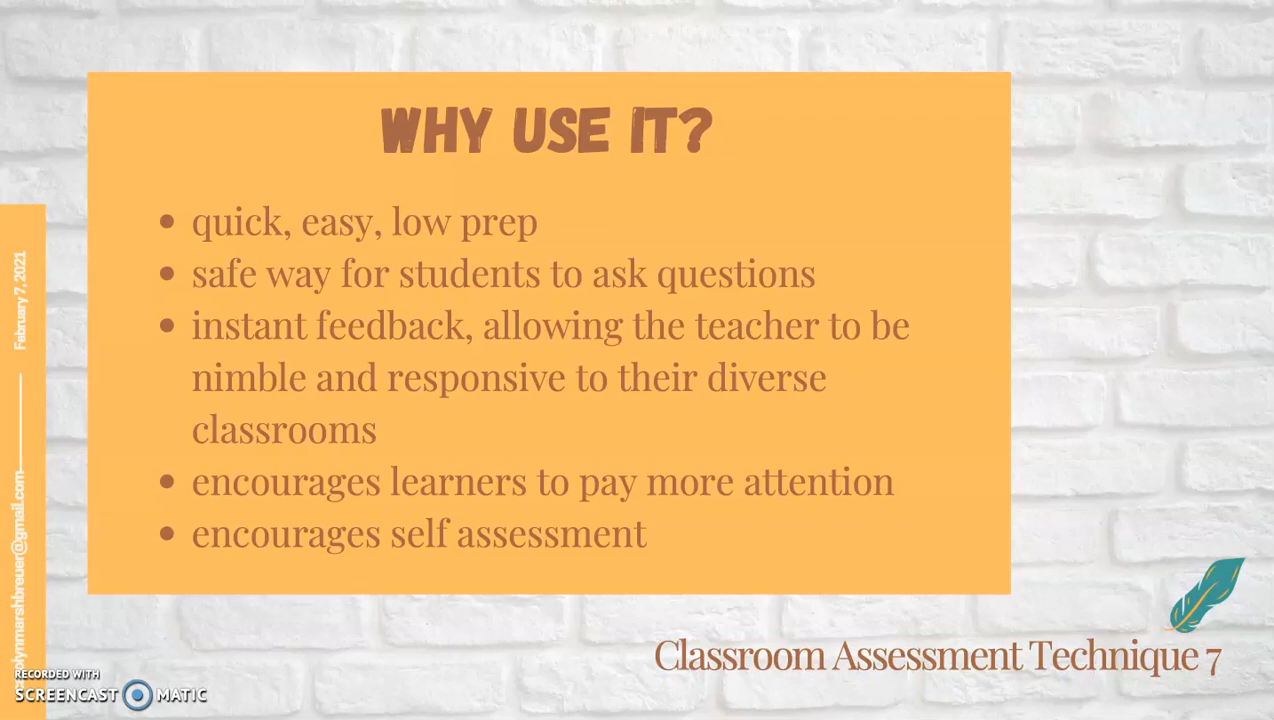 WHY USE IT?
quick, easy, low prep
safe way for students to ask questions
instant feedback, allowing the teacher to be
nimble and responsive to their diverse
classrooms
encourages learners to pay more attention
encourages self assessment
Classroom Assessment Technique 7
February 7, 2021
RECORDED WITH
SCREENCAST MATIC